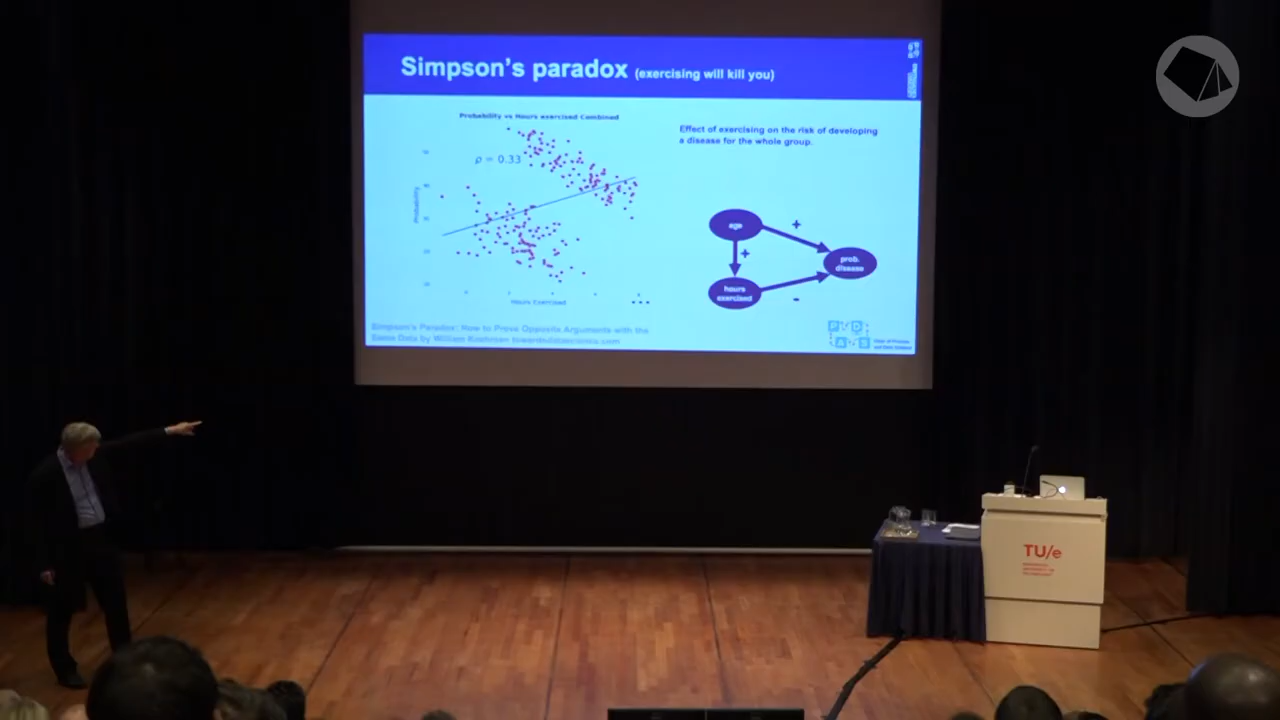 Simpson's paradox (exercising will kill you)
Probability vs Hours exercised Combined
ρ = 0.33
Probability
Hours Exercised
Effect of exercising on the risk of developing
a disease for the whole group.
age
+
+
prob.
disease
hours
exercised
-
...
Simpson's Paradox: How to Prove Opposite Arguments with the
Same Data by William Koehrsen towardsdatascience.com
P D
A S
TU/e